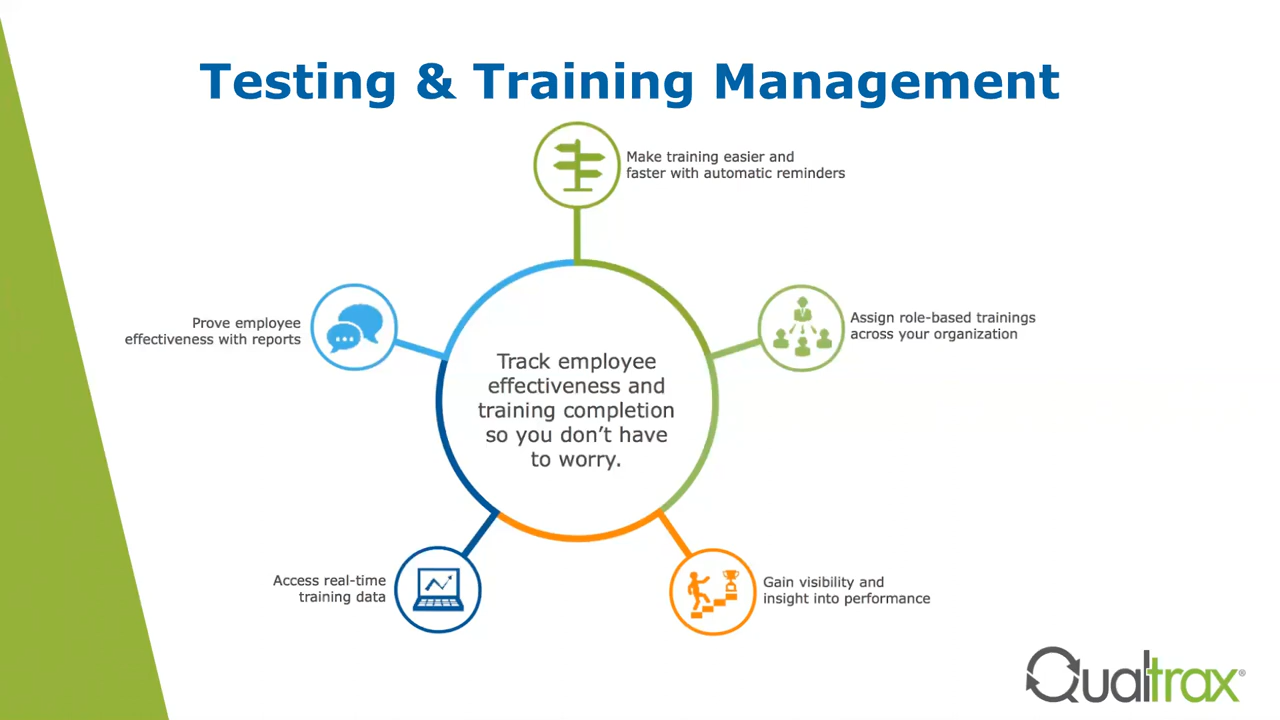 Testing & Training Management
Make training easier and
faster with automatic reminders
Prove employee
effectiveness with reports
Assign role-based trainings
across your organization
Track employee
effectiveness and
training completion
so you don’t have
to worry.
Access real-time
training data
Gain visibility and
insight into performance
Qualtrax®